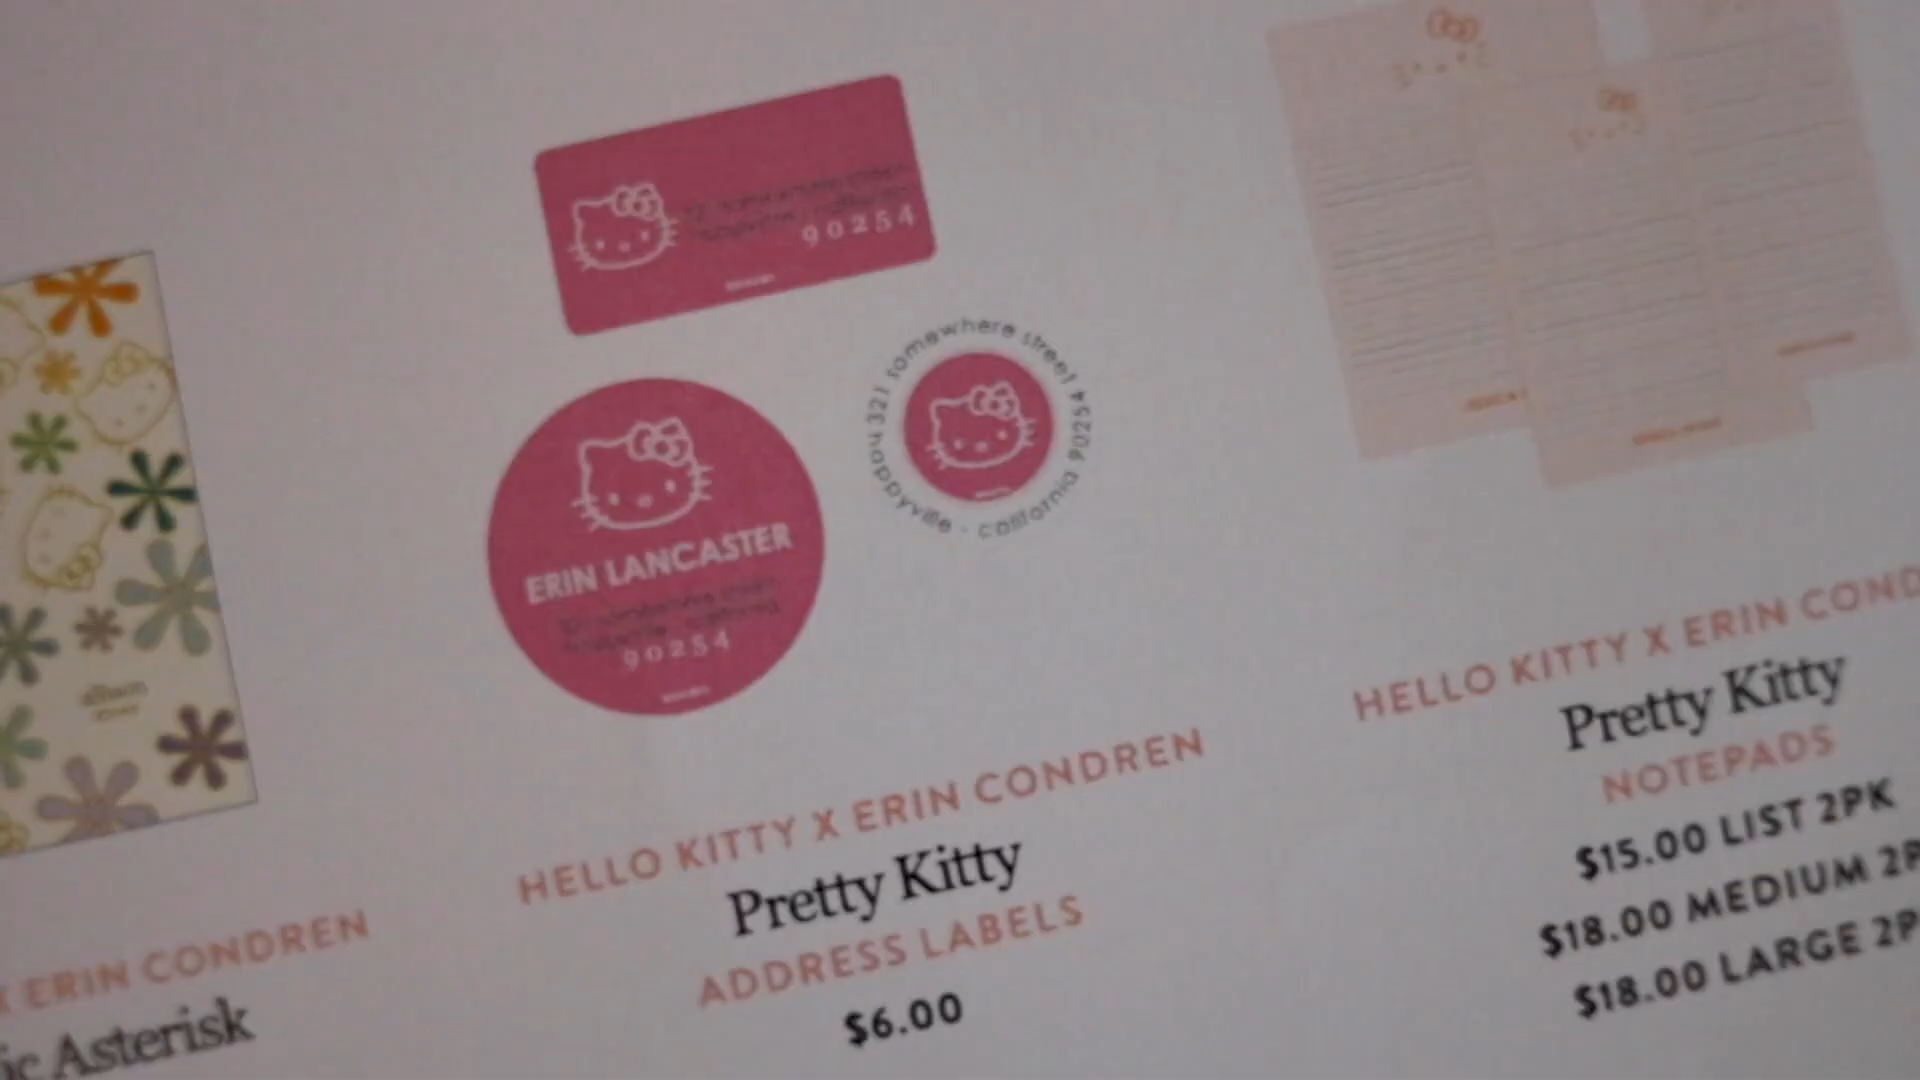 90254
ERIN LANCASTER
90254
321 somewhere street
happyville - california 90254
X ERIN CONDREN
Asterisk
HELLO KITTY X ERIN CONDREN
Pretty Kitty
ADDRESS LABELS
$6.00
HELLO KITTY X ERIN COND
Pretty Kitty
NOTEPADS
$15.00 LIST 2PK
$18.00 MEDIUM 2P
$18.00 LARGE 2P